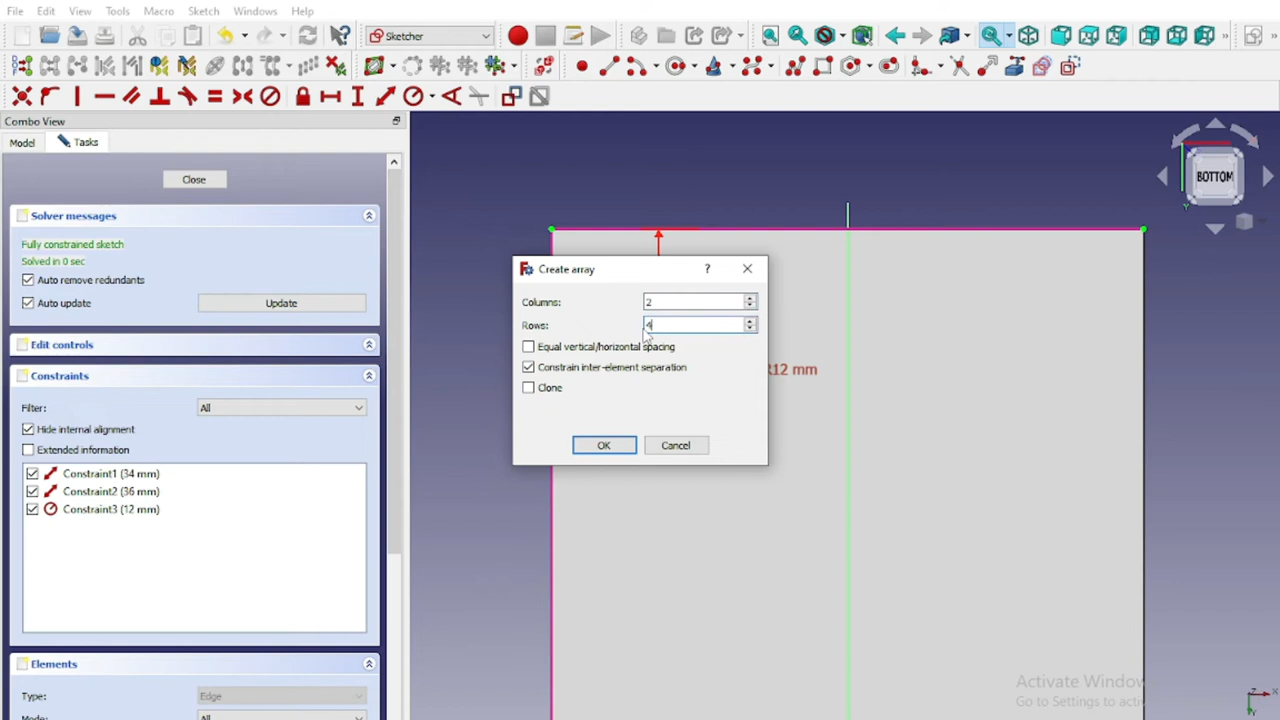 File Edit View Tools Macro Sketch Windows Help
Sketcher
Combo View
Model Tasks
Close
Solver messages
Fully constrained sketch
Solved in 0 sec
Auto remove redundants
Auto update Update
Edit controls
Constraints
Filter: All
Hide internal alignment
Extended information
Constraint1 (34 mm)
Constraint2 (36 mm)
Constraint3 (12 mm)
Elements
Type: Edge
Mode: All
Create array ?
Columns: 2
Rows: 4
Equal vertical/horizontal spacing
Constrain inter-element separation
Clone
OK Cancel
R12 mm
BOTTOM
Y
Activate Window
Go to Settings to acti
Z X
Y